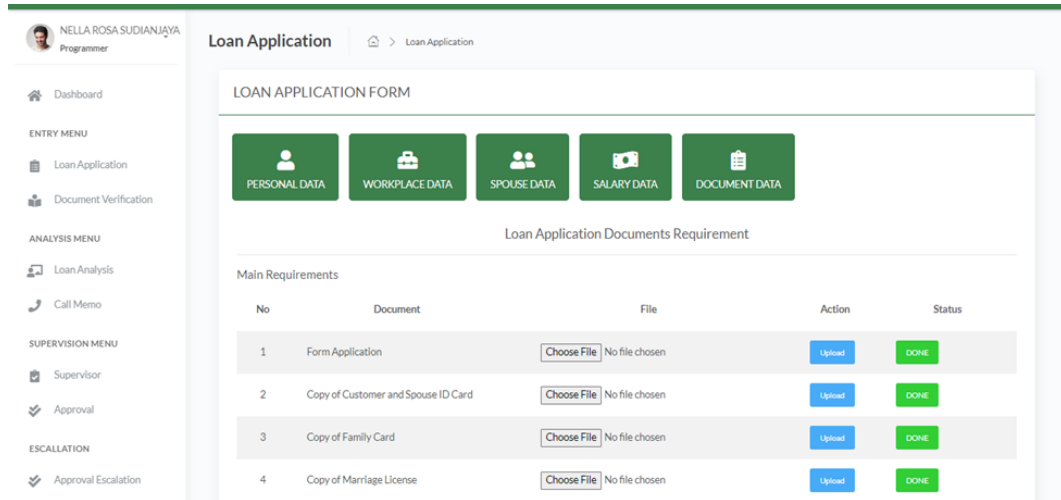 NELLA ROSA SUDIANJAYA
Programmer
Dashboard
ENTRY MENU
Loan Application
Document Verification
ANALYSIS MENU
Loan Analysis
Call Memo
SUPERVISION MENU
Supervisor
Approval
ESCALLATION
Approval Escalation
Loan Application > Loan Application
LOAN APPLICATION FORM
PERSONAL DATA WORKPLACE DATA SPOUSE DATA SALARY DATA DOCUMENT DATA
Loan Application Documents Requirement
Main Requirements
No Document File Action Status
1 Form Application Choose File No file chosen Upload DONE
2 Copy of Customer and Spouse ID Card Choose File No file chosen Upload DONE
3 Copy of Family Card Choose File No file chosen Upload DONE
4 Copy of Marriage License Choose File No file chosen Upload DONE